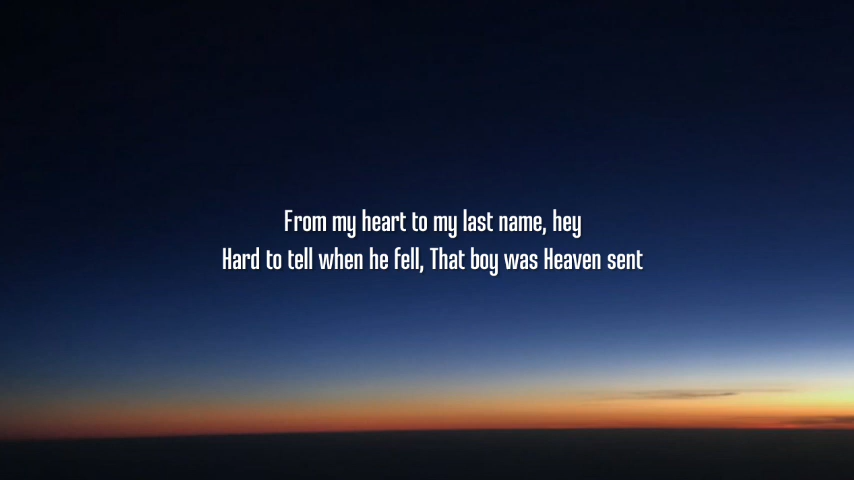 From my heart to my last name, hey
Hard to tell when he fell, That boy was Heaven sent